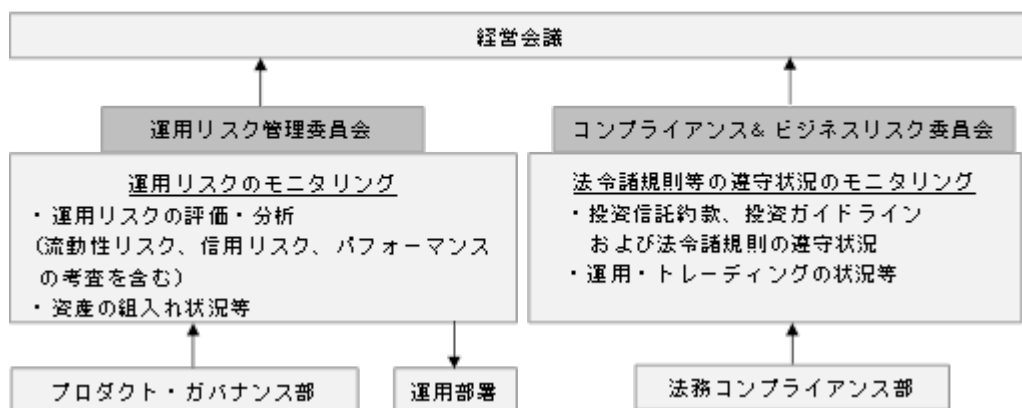 経営会議
運用リスク管理委員会
運用リスクのモニタリング
・運用リスクの評価・分析
(流動性リスク、信用リスク、パフォーマンス
の考査を含む)
・資産の組入れ状況等
プロダクト・ガバナンス部
運用部署
コンプライアンス& ビジネスリスク委員会
法令諸規則等の遵守状況のモニタリング
・投資信託約款、投資ガイドライン
および法令諸規則の遵守状況
・運用・トレーディングの状況等
法務コンプライアンス部